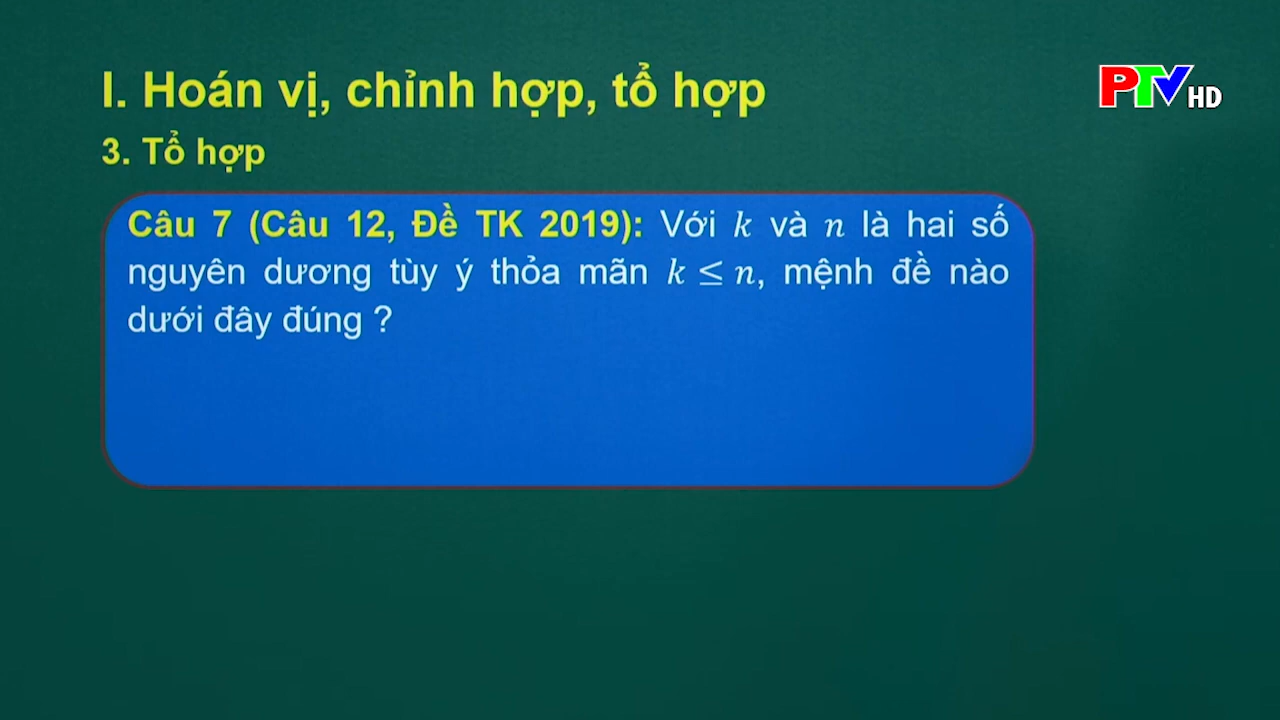 I. Hoán vị, chỉnh hợp, tổ hợp
PTV HD
3. Tổ hợp
Câu 7 (Câu 12, Đề TK 2019): Với k và n là hai số
nguyên dương tùy ý thỏa mãn k ≤ n, mệnh đề nào
dưới đây đúng ?